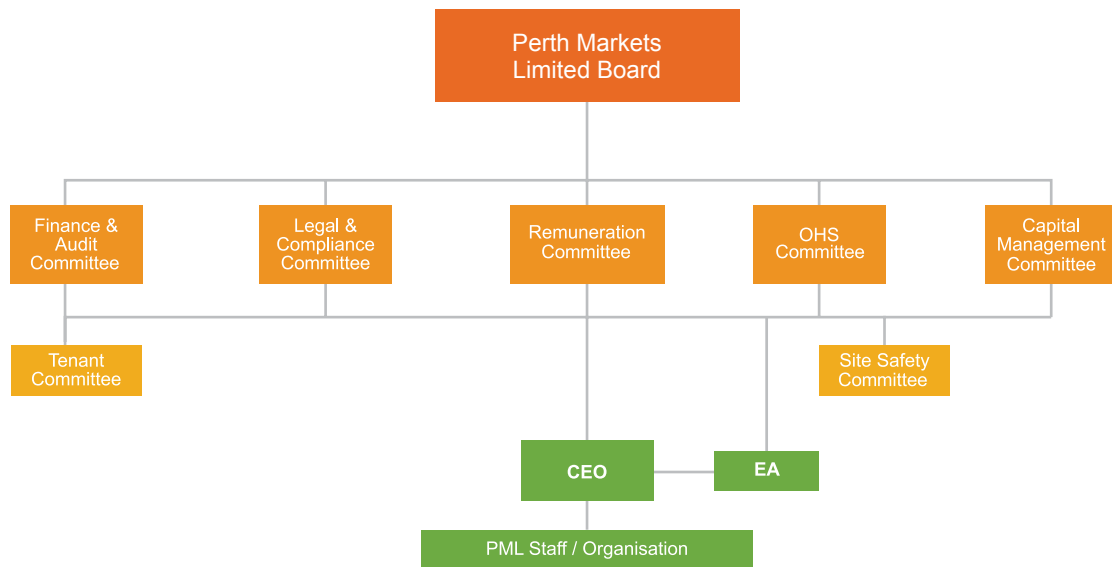 Perth Markets
Limited Board
Finance &
Audit
Committee
Legal &
Compliance
Committee
Remuneration
Committee
OHS
Committee
Capital
Management
Committee
Tenant
Committee
Site Safety
Committee
CEO
EA
PML Staff / Organisation